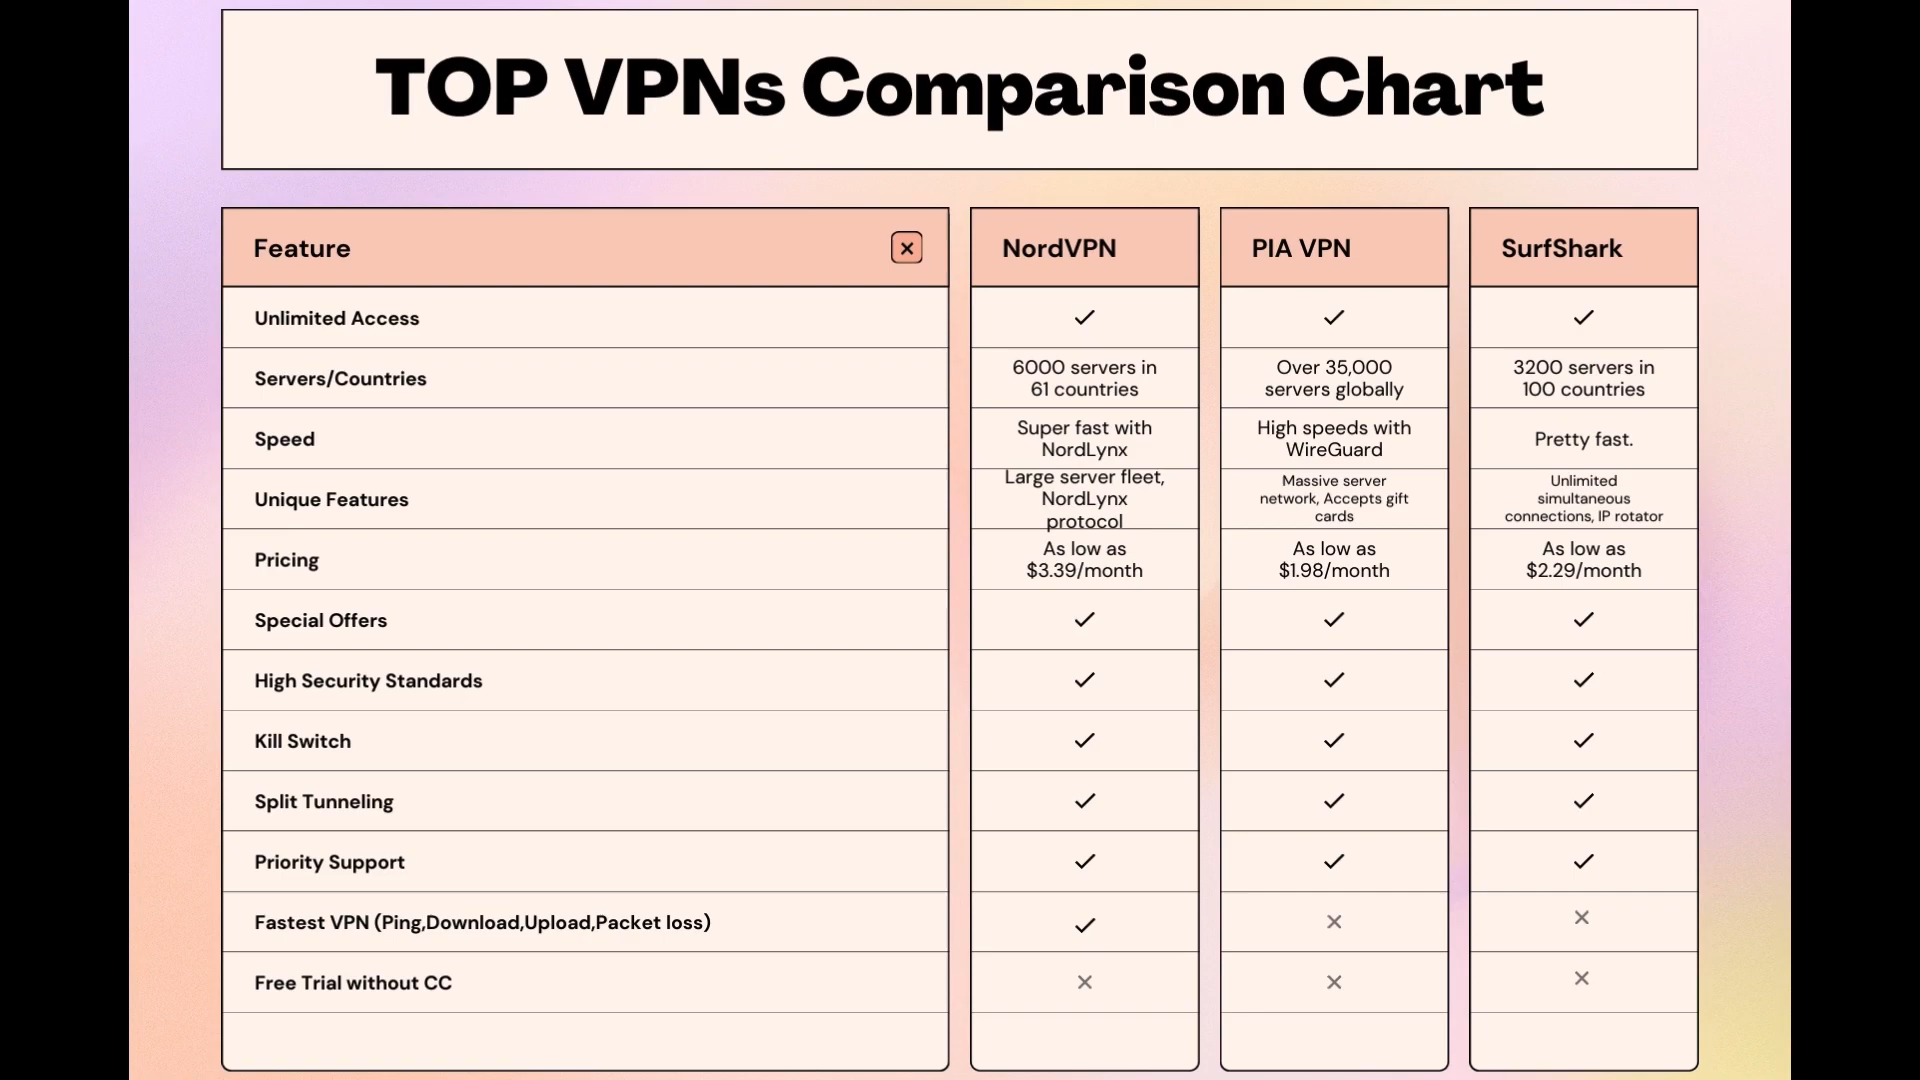 TOP VPNs Comparison Chart
Feature
NordVPN
PIA VPN
SurfShark
Unlimited Access
Servers/Countries
6000 servers in
61 countries
Over 35,000
servers globally
3200 servers in
100 countries
Speed
Super fast with
NordLynx
High speeds with
WireGuard
Pretty fast.
Unique Features
Large server fleet,
NordLynx
protocol
Massive server
network, Accepts gift
cards
Unlimited
simultaneous
connections, IP rotator
Pricing
As low as
$3.39/month
As low as
$1.98/month
As low as
$2.29/month
Special Offers
High Security Standards
Kill Switch
Split Tunneling
Priority Support
Fastest VPN (Ping,Download,Upload,Packet loss)
Free Trial without CC